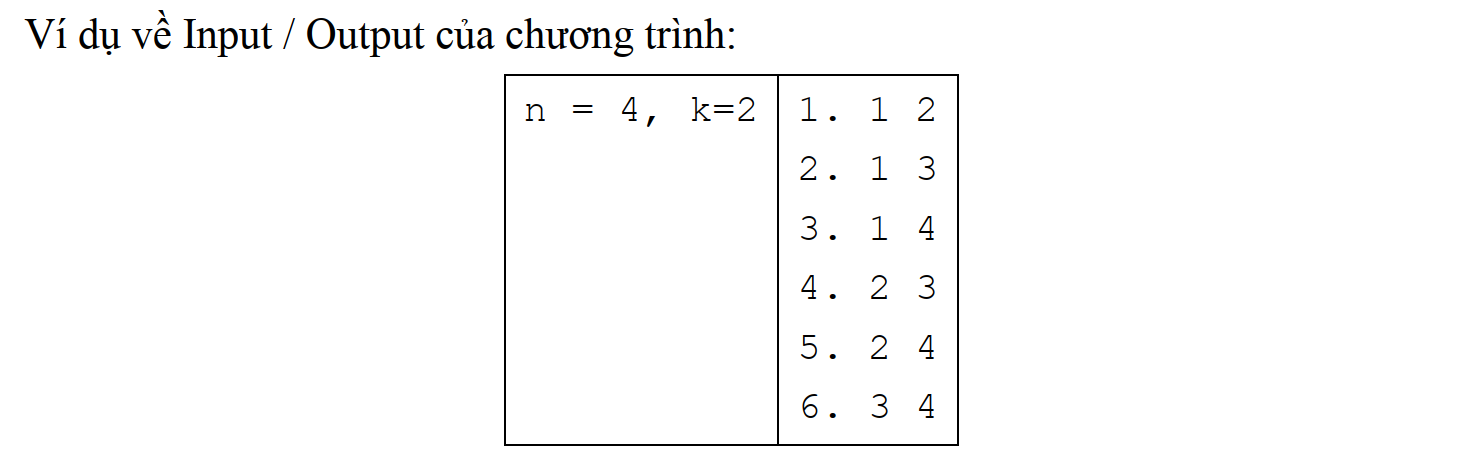 Ví dụ về Input / Output của chương trình:
n = 4, k=2
1. 1 2
2. 1 3
3. 1 4
4. 2 3
5. 2 4
6. 3 4